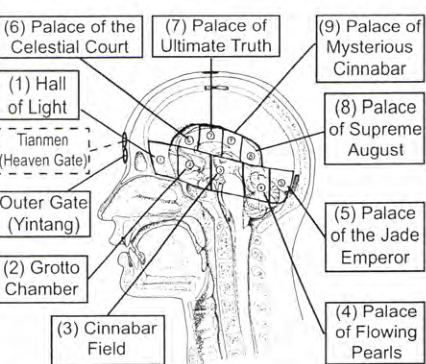 (6) Palace of the
Celestial Court
(7) Palace of
Ultimate Truth
(9) Palace of
Mysterious
Cinnabar
(1) Hall
of Light
(8) Palace
of Supreme
August
Tianmen
(Heaven Gate)
Outer Gate
(Yintang)
(5) Palace
of the Jade
Emperor
(2) Grotto
Chamber
(3) Cinnabar
Field
(4) Palace
of Flowing
Pearls